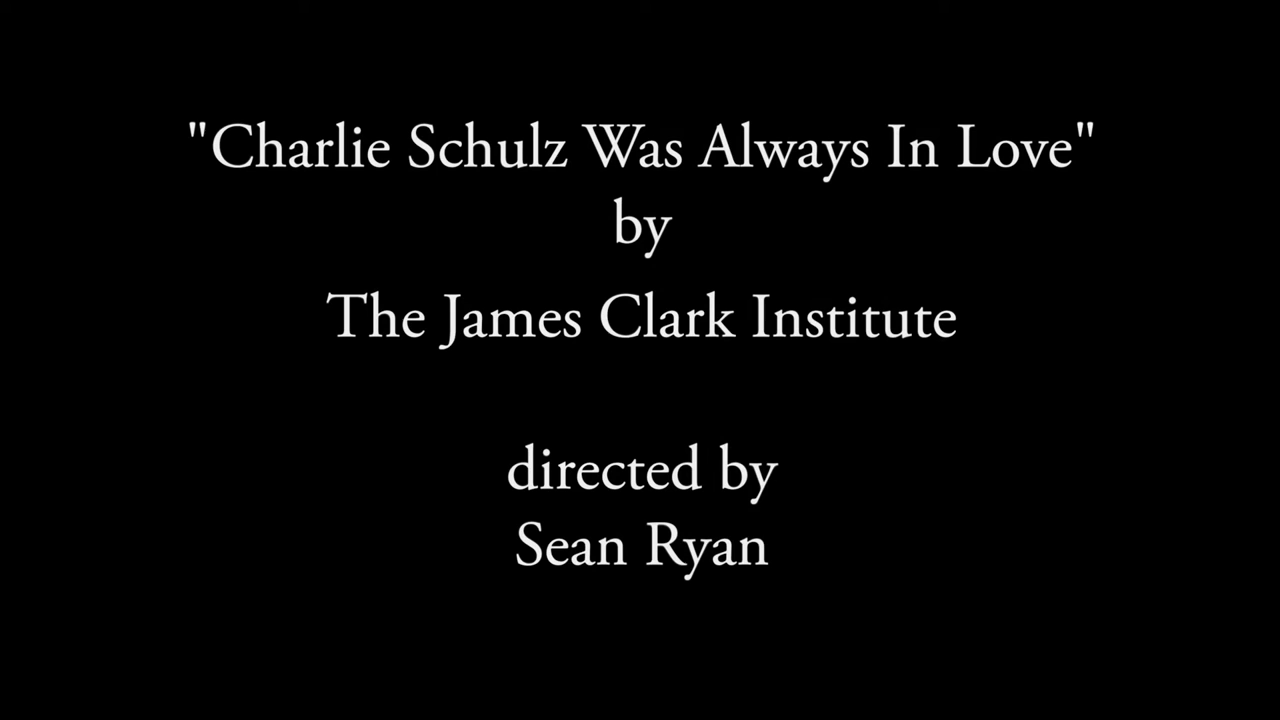 "Charlie Schulz Was Always In Love"
by
The James Clark Institute
directed by
Sean Ryan